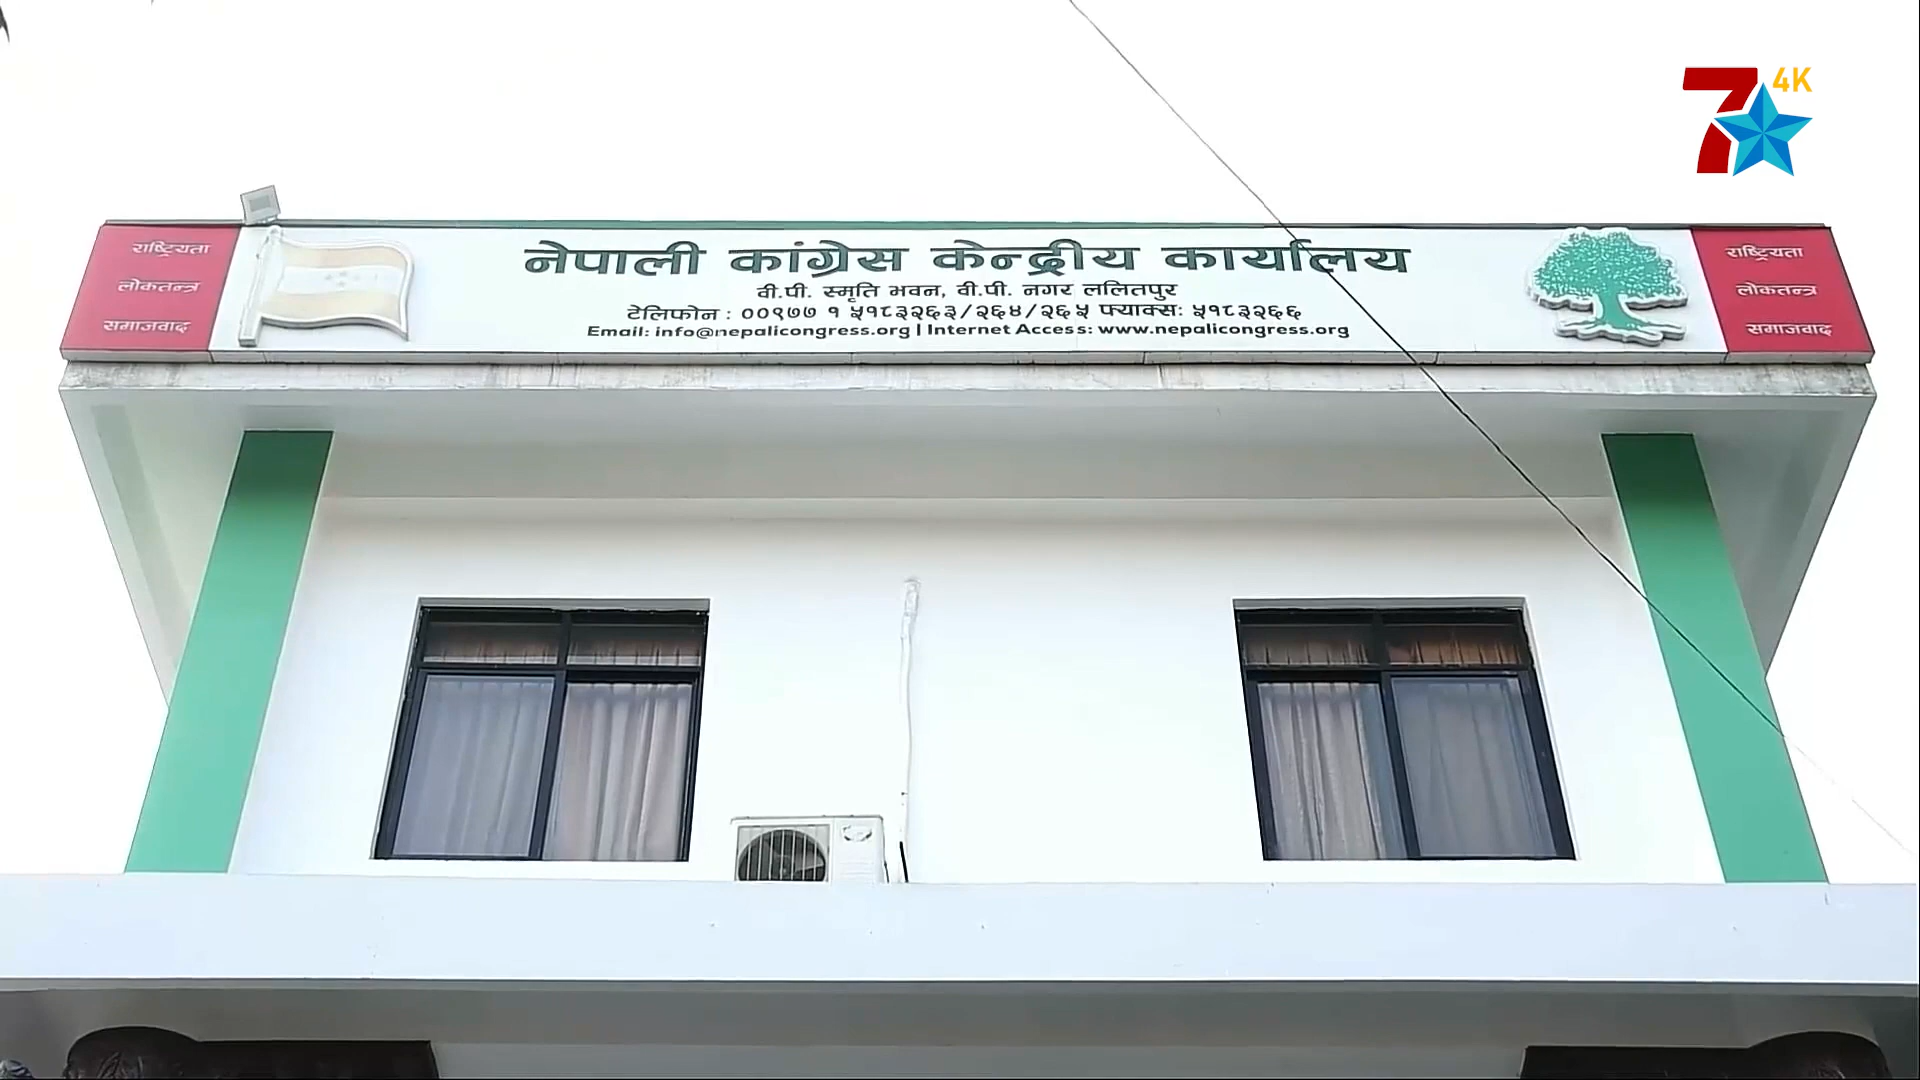 7 4K
राष्ट्रियता
लोकतन्त्र
समाजवाद
नेपाली कांग्रेस केन्द्रीय कार्यालय
वी.पी. स्मृति भवन, वी.पी. नगर ललितपुर
टेलिफोन : ००९७७ १ ५१८३२६३/२६४/२६५ फ्याक्सः ५१८३२६६
Email: info@nepalicongress.org | Internet Access: www.nepalicongress.org
राष्ट्रियता
लोकतन्त्र
समाजवाद